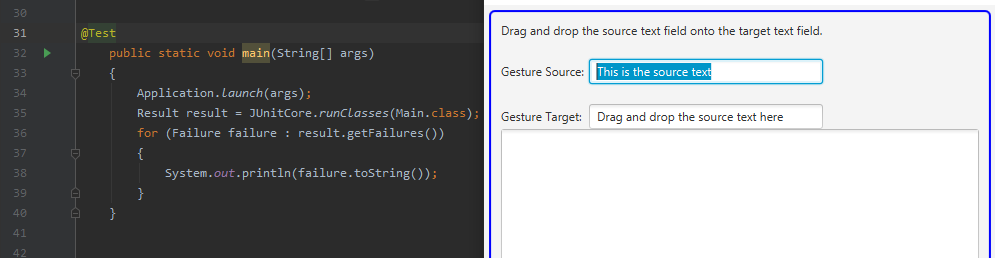 30
31 @Test
32 public static void main(String[] args)
33 {
34 Application.launch(args);
35 Result result = JUnitCore.runClasses(Main.class);
36 for (Failure failure : result.getFailures())
37 {
38 System.out.println(failure.toString());
39 }
40 }
41
42
Drag and drop the source text field onto the target text field.
Gesture Source: This is the source text
Gesture Target: Drag and drop the source text here